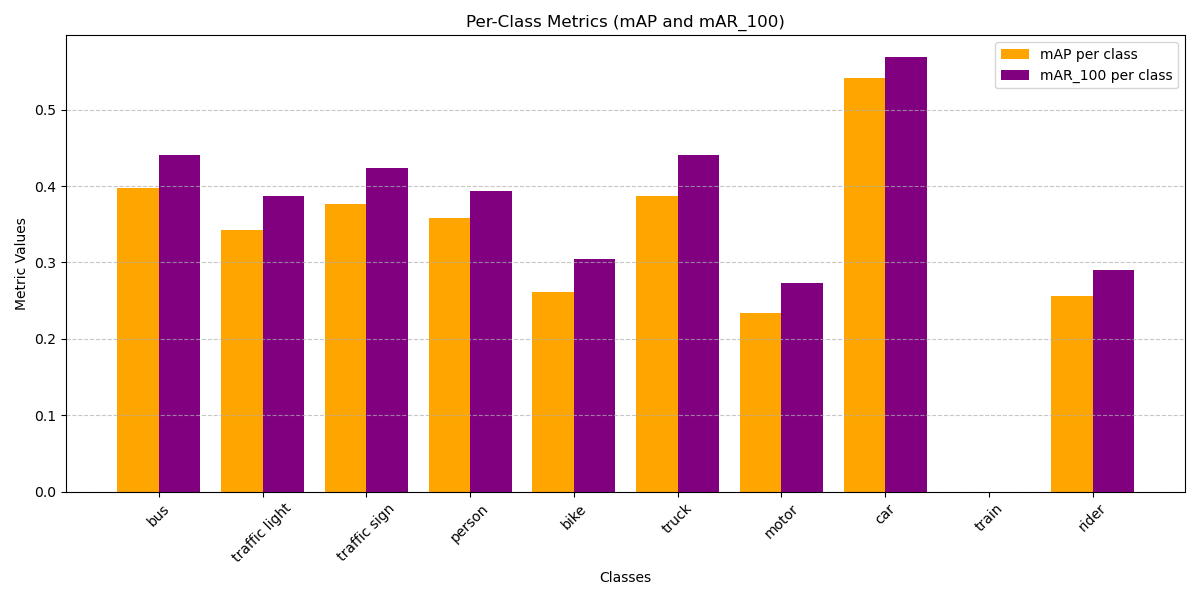 Per-Class Metrics (mAP and mAR_100)
mAP per class
mAR_100 per class
Metric Values
0.5
0.4
0.3
0.2
0.1
0.0
bus
traffic light
traffic sign
person
bike
truck
motor
car
train
rider
Classes